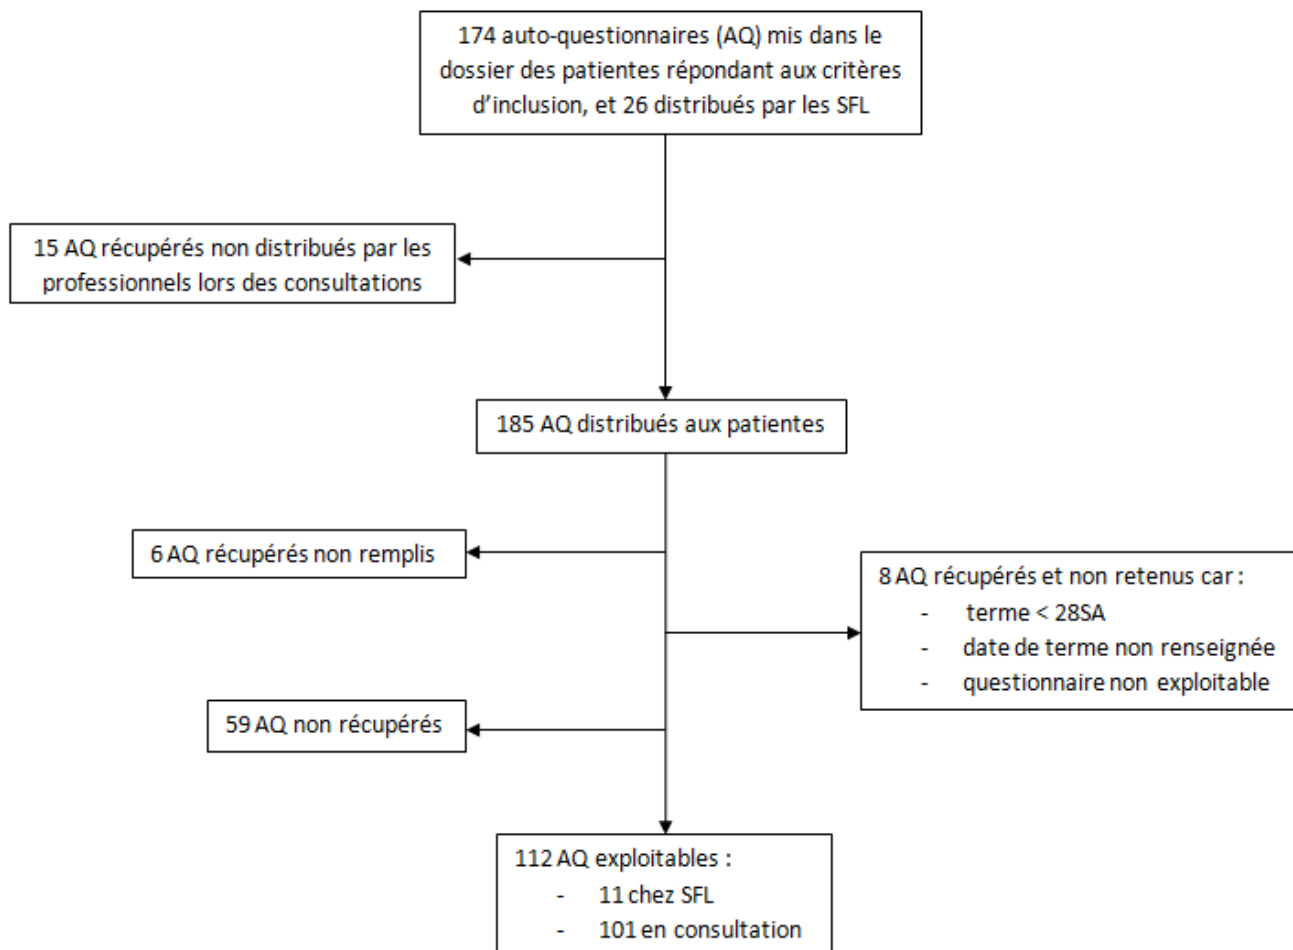 174 auto-questionnaires (AQ) mis dans le
dossier des patientes répondant aux critères
d’inclusion, et 26 distribués par les SFL
15 AQ récupérés non distribués par les
professionnels lors des consultations
185 AQ distribués aux patientes
6 AQ récupérés non remplis
8 AQ récupérés et non retenus car :
- terme < 28SA
- date de terme non renseignée
- questionnaire non exploitable
59 AQ non récupérés
112 AQ exploitables :
- 11 chez SFL
- 101 en consultation